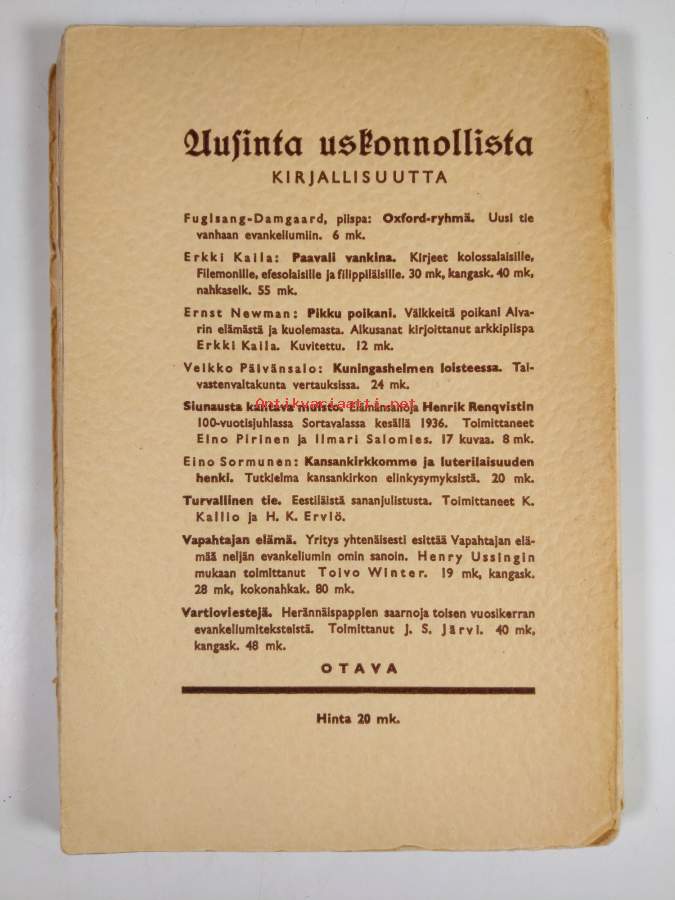 Uusinta uskonnollista
KIRJALLISUUTTA
Fuglsang-Damgaard, piispa: Oxford-ryhmä. Uusi tie
vanhaan evankeliumiin. 6 mk.
Erkki Kaila: Paavali vankina. Kirjeet kolossalaisille,
Filemonille, efesolaisille ja filippiläisille. 30 mk, kangask. 40 mk,
nahkaselk. 55 mk.
Ernst Newman: Pikku poikani. Välkkeitä poikani Alva-
rin elämästä ja kuolemasta. Alkusanat kirjoittanut arkkipiispa
Erkki Kaila. Kuvitettu. 12 mk.
Veikko Päivänsalo: Kuningashelmen loisteessa. Tai-
vastenvaltakunta vertauksissa. 24 mk.
Antikvariaatti.net
Siunausta kantava muisto. Elämänsanoja Henrik Renqvistin
100-vuotisjuhlassa Sortavalassa kesällä 1936. Toimittaneet
Eino Pirinen ja Ilmari Salomies. 17 kuvaa. 8 mk.
Eino Sormunen: Kansankirkkomme ja luterilaisuuden
henki. Tutkielma kansankirkon elinkysymyksistä. 20 mk.
Turvallinen tie. Eestiläistä sananjulistusta. Toimittaneet K.
Kallio ja H. K. Erviö.
Vapahtajan elämä. Yritys yhtenäisesti esittää Vapahtajan elä-
mää neljän evankeliumin omin sanoin. Henry Ussingin
mukaan toimittanut Toivo Winter. 19 mk, kangask.
28 mk, kokonahkak. 80 mk.
Vartioviestejä. Herännäispappien saarnoja toisen vuosikerran
evankeliumiteksteistä. Toimittanut J. S. Järvi. 40 mk,
kangask. 48 mk.
OTAVA
Hinta 20 mk.